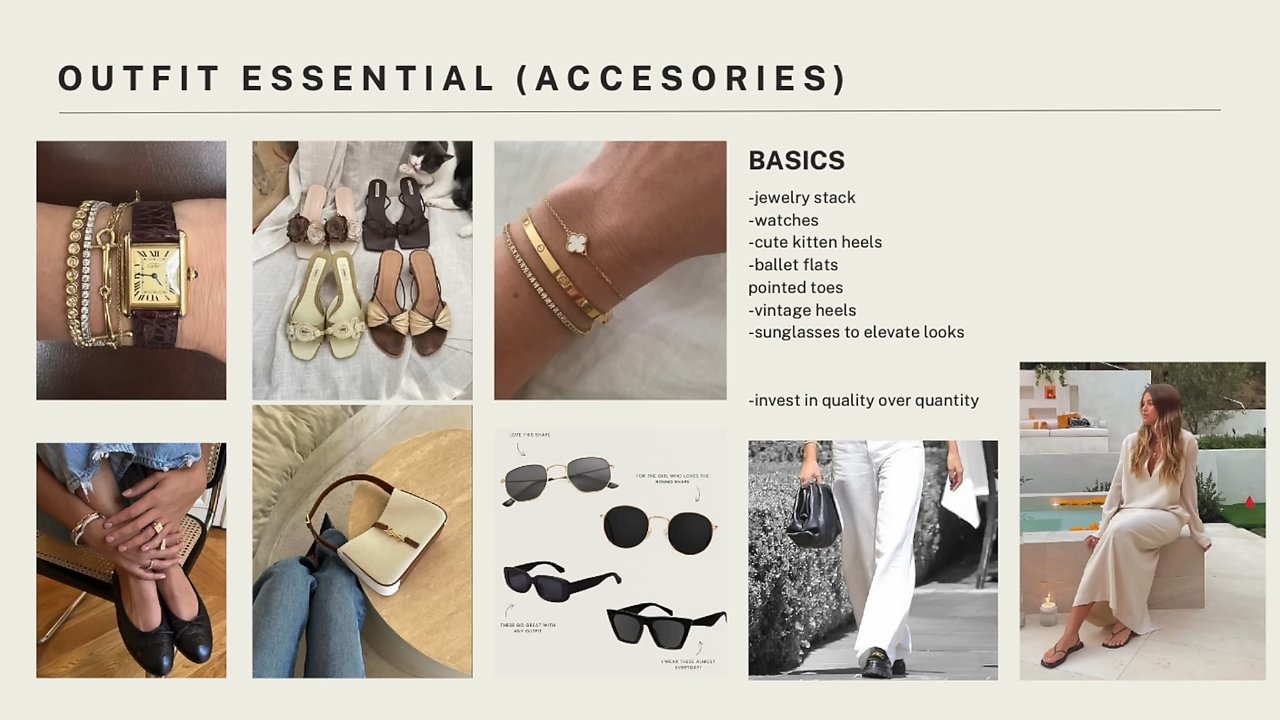 OUTFIT ESSENTIAL (ACCESORIES)
BASICS
-jewelry stack
-watches
-cute kitten heels
-ballet flats
pointed toes
-vintage heels
-sunglasses to elevate looks
-invest in quality over quantity
LOVE THIS SHAPE
FOR THE GIRL WHO LOVES THE
ROUND SHAPE
THESE GO GREAT WITH
ANY OUTFIT
I WEAR THESE ALMOST
EVERYDAY!